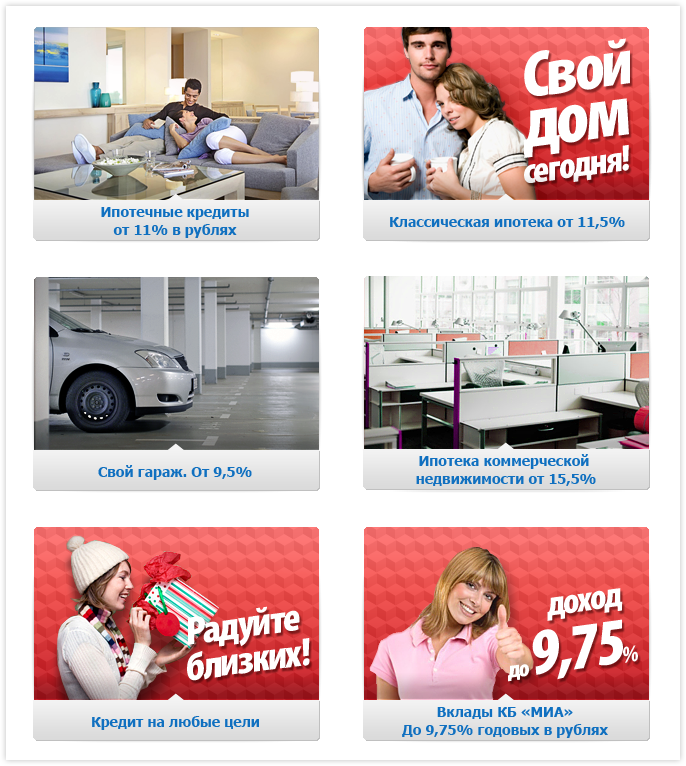 Ипотечные кредиты
от 11% в рублях
Свой
дом
сегодня!
Классическая ипотека от 11,5%
Свой гараж. От 9,5%
Ипотека коммерческой
недвижимости от 15,5%
Радуйте
близких!
Кредит на любые цели
доход
до 9,75%
Вклады КБ «МИА»
До 9,75% годовых в рублях